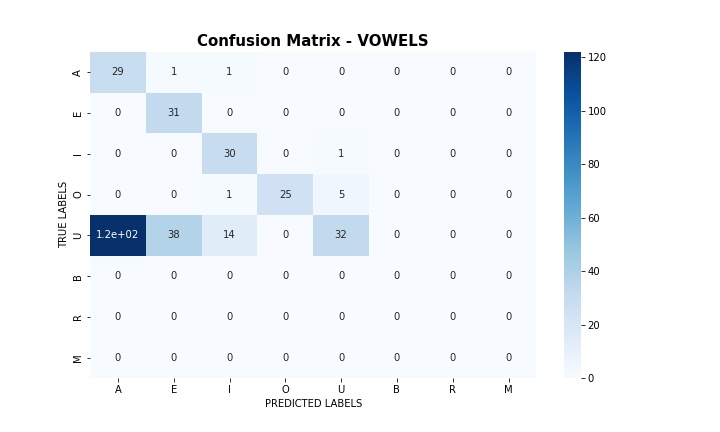 Confusion Matrix - VOWELS
A 29 1 1 0 0 0 0 0
E 0 31 0 0 0 0 0 0
I 0 0 30 0 1 0 0 0
O 0 0 1 25 5 0 0 0
U 1.2e+02 38 14 0 32 0 0 0
B 0 0 0 0 0 0 0 0
R 0 0 0 0 0 0 0 0
M 0 0 0 0 0 0 0 0
A E I O U B R M
TRUE LABELS
PREDICTED LABELS
120
100
80
60
40
20
0